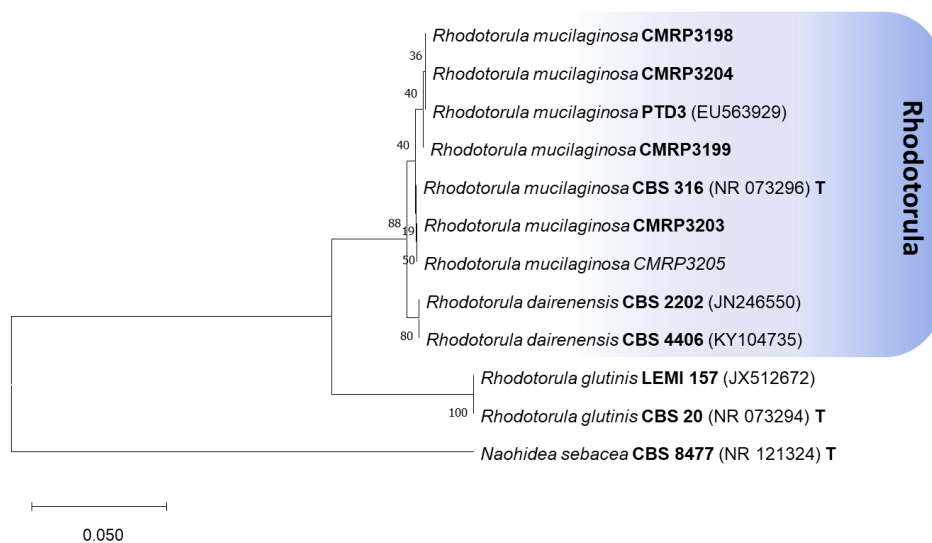 Rhodotorula mucilaginosa CMRP3198
36
Rhodotorula mucilaginosa CMRP3204
40
Rhodotorula mucilaginosa PTD3 (EU563929)
40
Rhodotorula mucilaginosa CMRP3199
Rhodotorula mucilaginosa CBS 316 (NR 073296) T
88
19
Rhodotorula mucilaginosa CMRP3203
50
Rhodotorula mucilaginosa CMRP3205
Rhodotorula dairenensis CBS 2202 (JN246550)
80
Rhodotorula dairenensis CBS 4406 (KY104735)
Rhodotorula
Rhodotorula glutinis LEMI 157 (JX512672)
100
Rhodotorula glutinis CBS 20 (NR 073294) T
Naohidea sebacea CBS 8477 (NR 121324) T
0.050